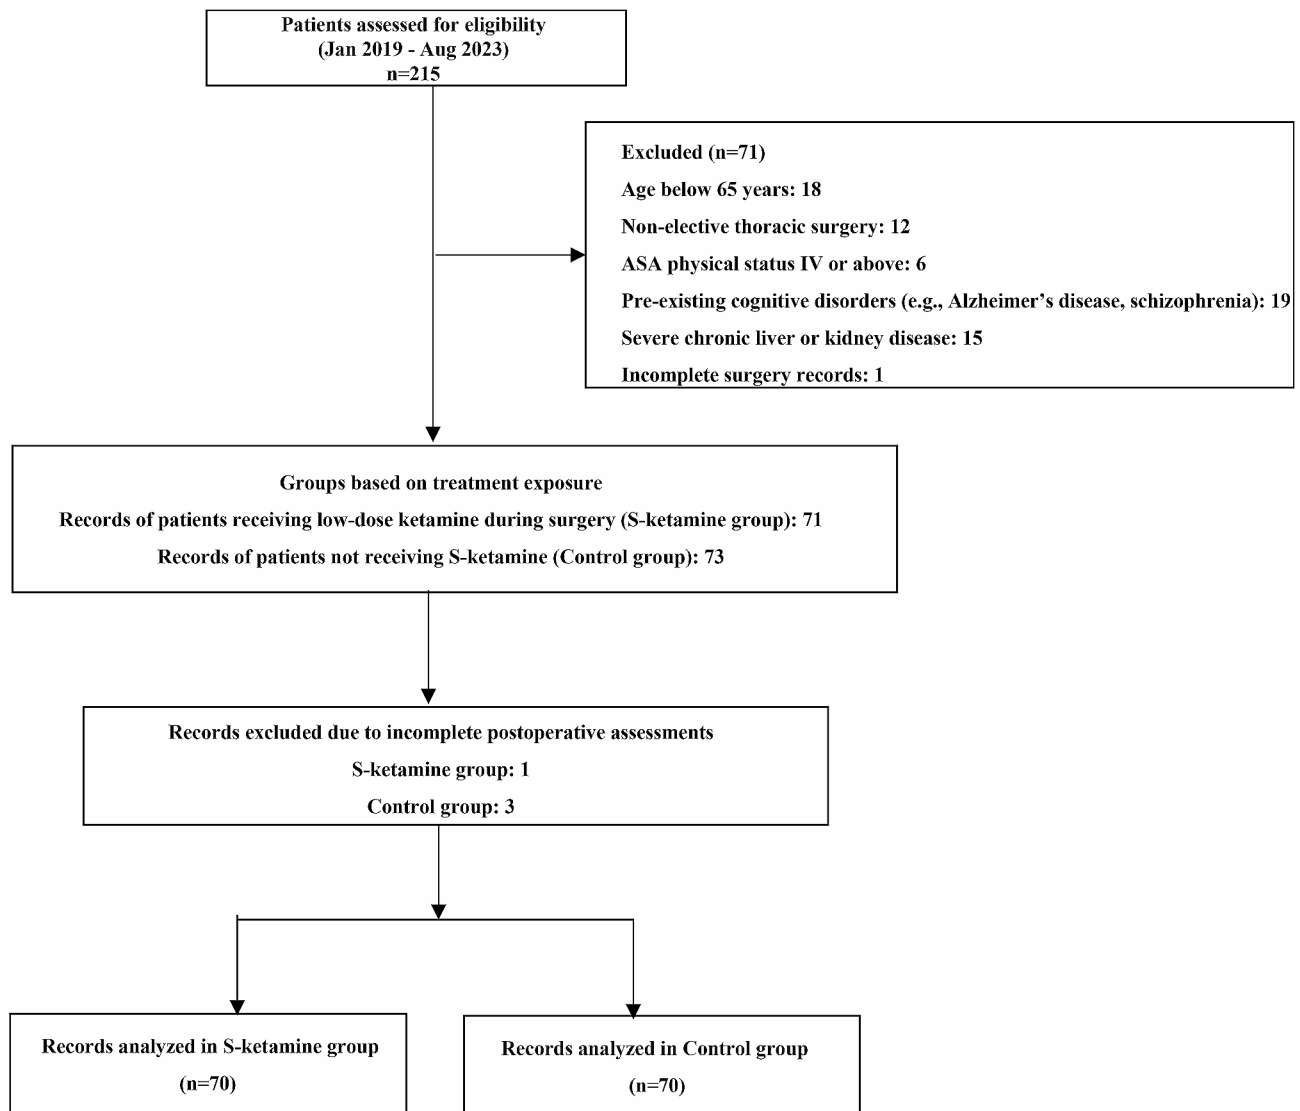 Patients assessed for eligibility
(Jan 2019 - Aug 2023)
n=215
Excluded (n=71)
Age below 65 years: 18
Non-elective thoracic surgery: 12
ASA physical status IV or above: 6
Pre-existing cognitive disorders (e.g., Alzheimer’s disease, schizophrenia): 19
Severe chronic liver or kidney disease: 15
Incomplete surgery records: 1
Groups based on treatment exposure
Records of patients receiving low-dose ketamine during surgery (S-ketamine group): 71
Records of patients not receiving S-ketamine (Control group): 73
Records excluded due to incomplete postoperative assessments
S-ketamine group: 1
Control group: 3
Records analyzed in S-ketamine group
(n=70)
Records analyzed in Control group
(n=70)